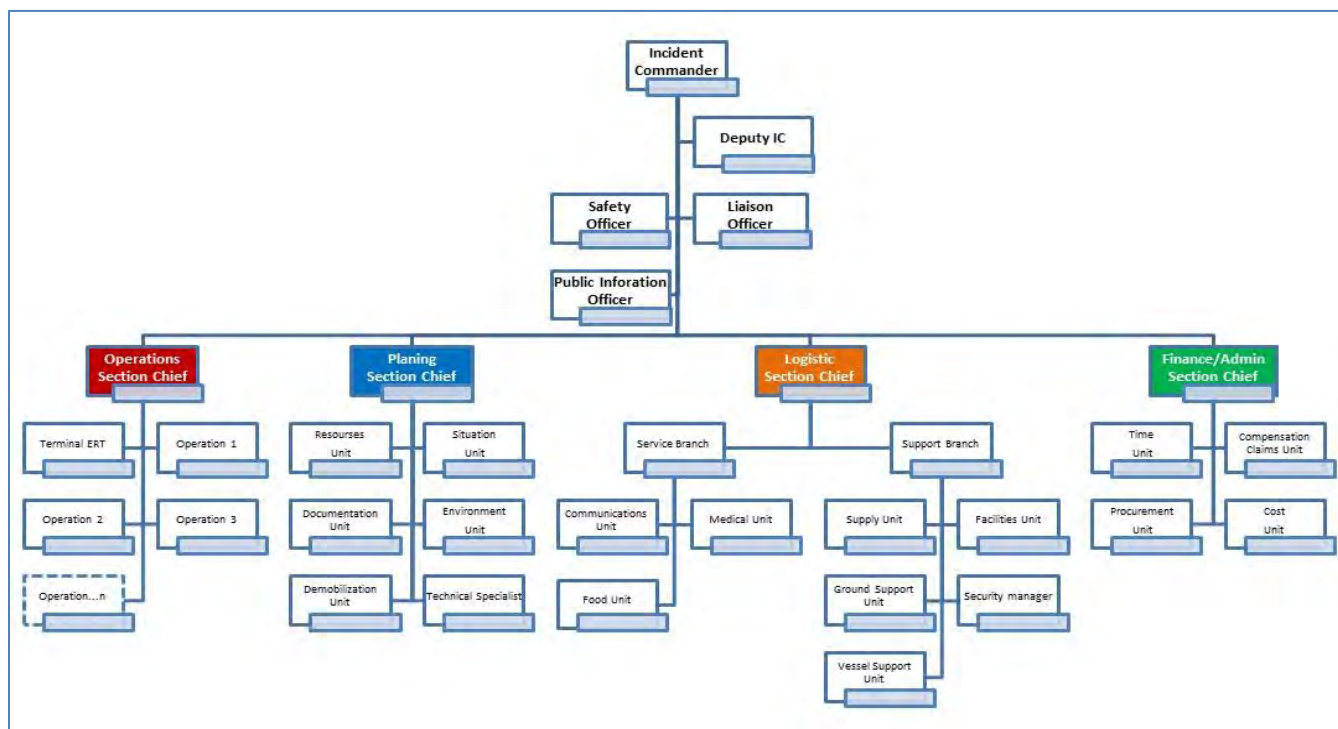 Incident
Commander
Deputy IC
Safety
Officer
Liaison
Officer
Public Inforation
Officer
Operations
Section Chief
Planing
Section Chief
Logistic
Section Chief
Finance/Admin
Section Chief
Terminal ERT
Operation 1
Operation 2
Operation 3
Operation...n
Resourses
Unit
Situation
Unit
Documentation
Unit
Environment
Unit
Demobilization
Unit
Technical Specialist
Service Branch
Support Branch
Communications
Unit
Medical Unit
Food Unit
Supply Unit
Facilities Unit
Ground Support
Unit
Security manager
Vessel Support
Unit
Time
Unit
Compensation
Claims Unit
Procurement
Unit
Cost
Unit